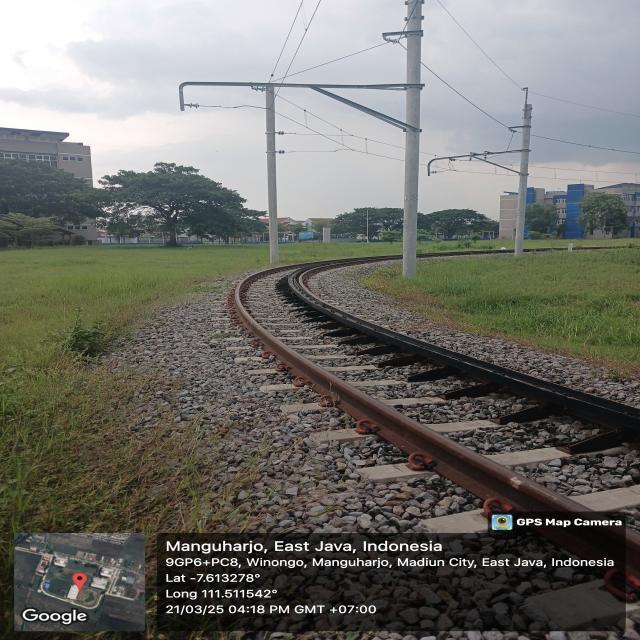 GPS Map Camera
Manguharjo, East Java, Indonesia
9GP6+PC8, Winongo, Manguharjo, Madiun City, East Java, Indonesia
Lat -7.613278°
Long 111.511542°
21/03/25 04:18 PM GMT +07:00
Google